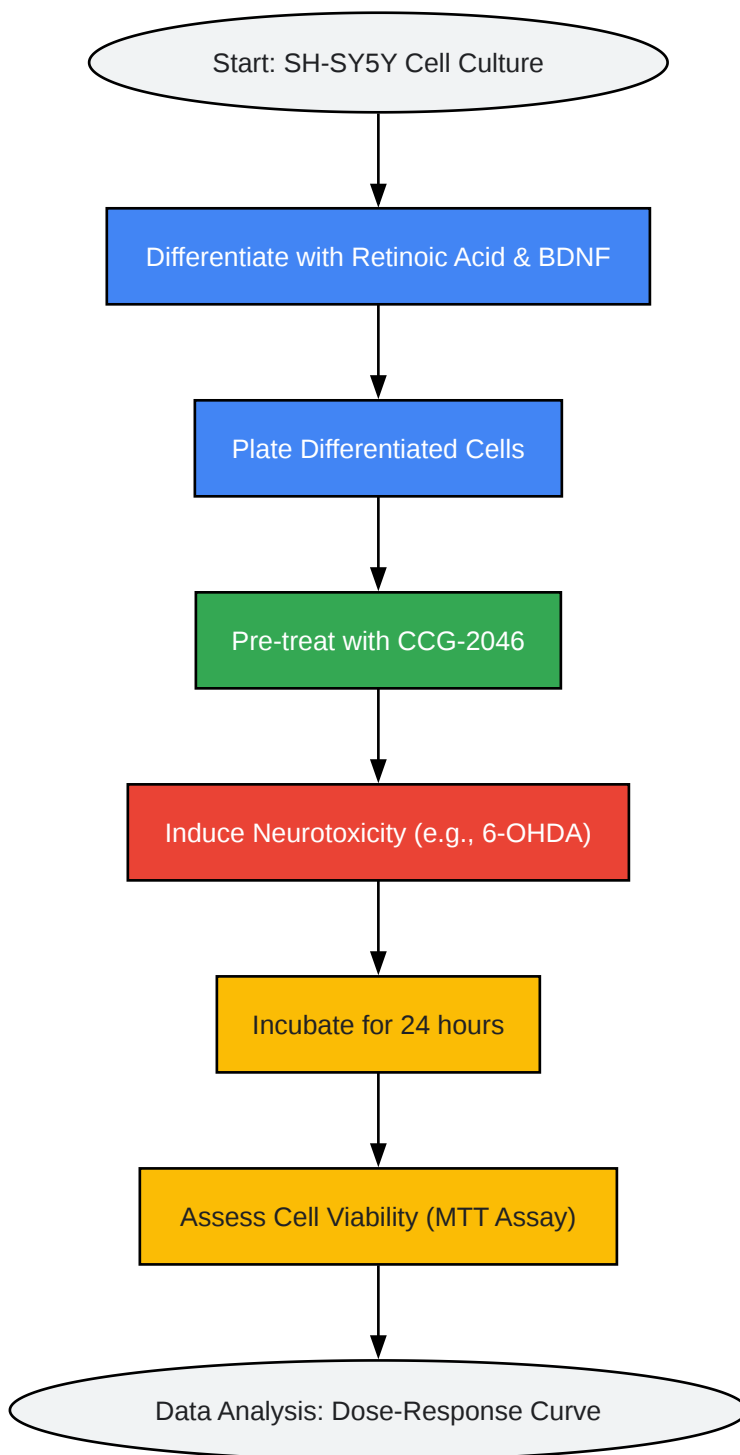 Start: SH-SY5Y Cell Culture
Differentiate with Retinoic Acid & BDNF
Plate Differentiated Cells
Pre-treat with CCG-2046
Induce Neurotoxicity (e.g., 6-OHDA)
Incubate for 24 hours
Assess Cell Viability (MTT Assay)
Data Analysis: Dose-Response Curve